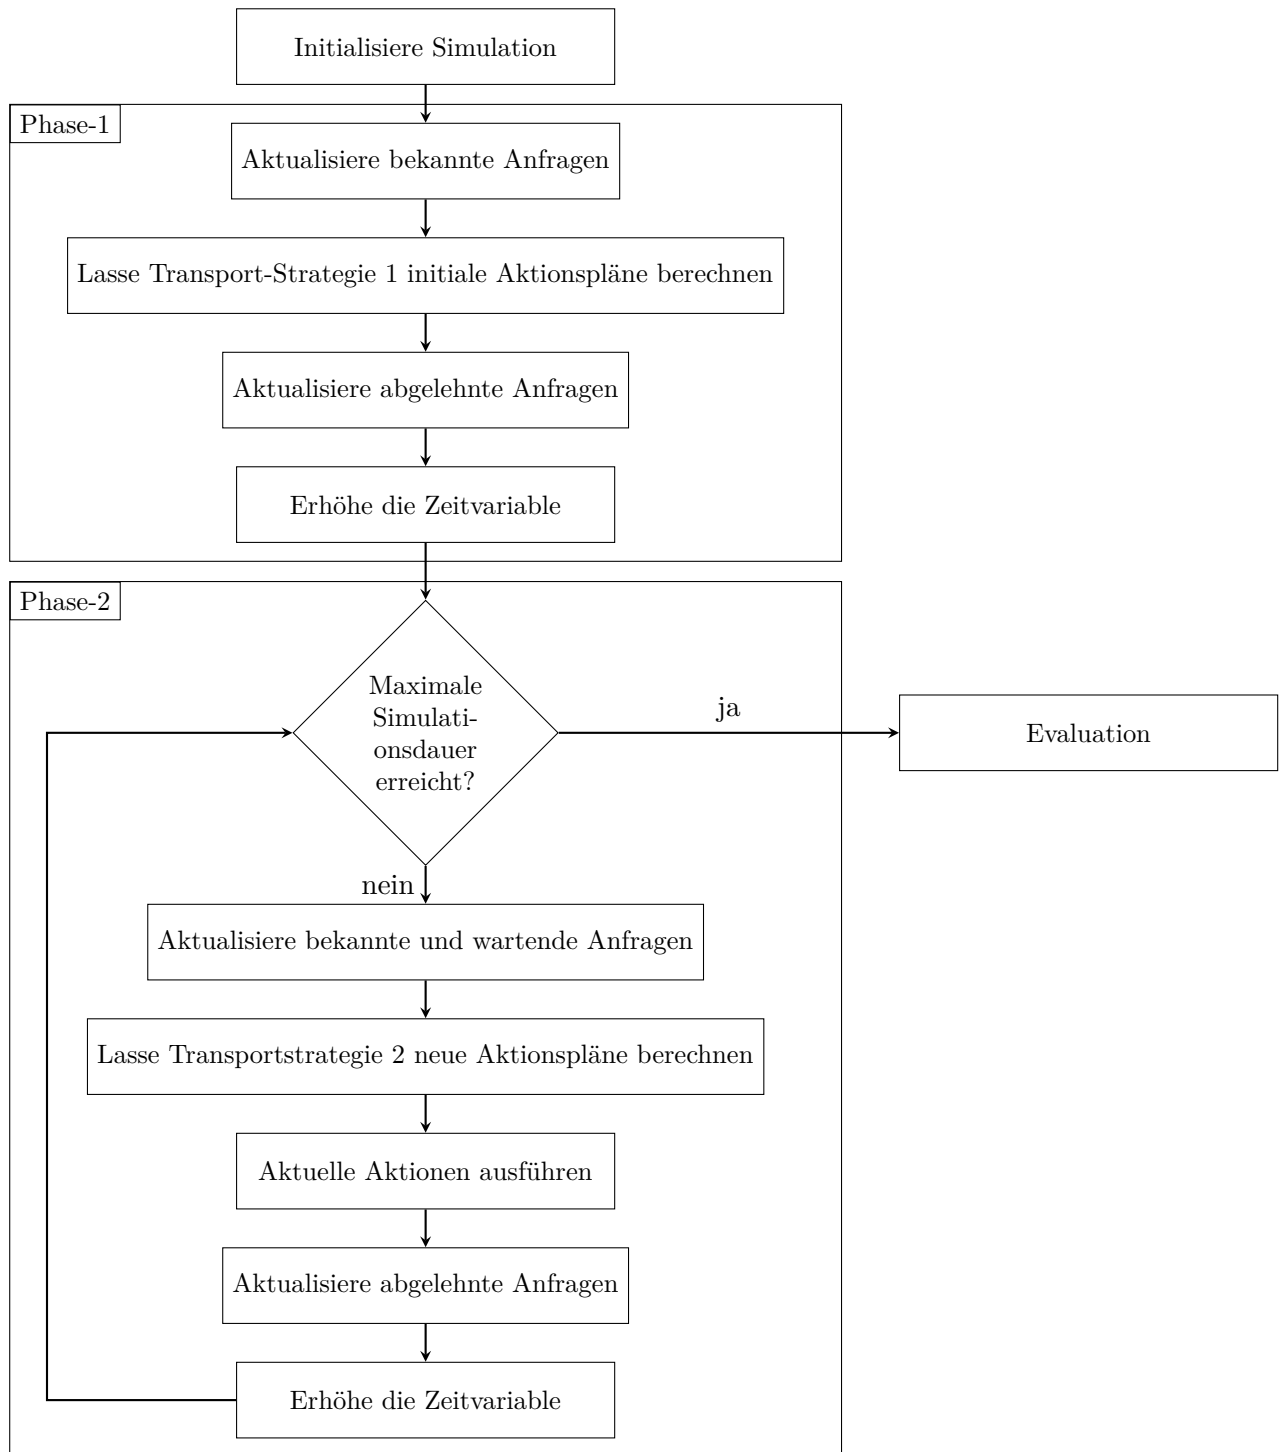 Initialisiere Simulation
Phase-1
Aktualisiere bekannte Anfragen
Lasse Transport-Strategie 1 initiale Aktionspläne berechnen
Aktualisiere abgelehnte Anfragen
Erhöhe die Zeitvariable
Phase-2
Maximale
Simulati-
onsdauer
erreicht?
ja
Evaluation
nein
Aktualisiere bekannte und wartende Anfragen
Lasse Transportstrategie 2 neue Aktionspläne berechnen
Aktuelle Aktionen ausführen
Aktualisiere abgelehnte Anfragen
Erhöhe die Zeitvariable